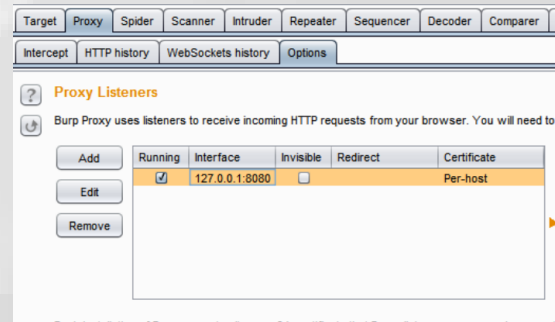 Target Proxy Spider Scanner Intruder Repeater Sequencer Decoder Comparer
Intercept HTTP history WebSockets history Options
? Proxy Listeners
Burp Proxy uses listeners to receive incoming HTTP requests from your browser. You will need to
Add
Edit
Remove
Running Interface Invisible Redirect Certificate
127.0.0.1:8080 Per-host